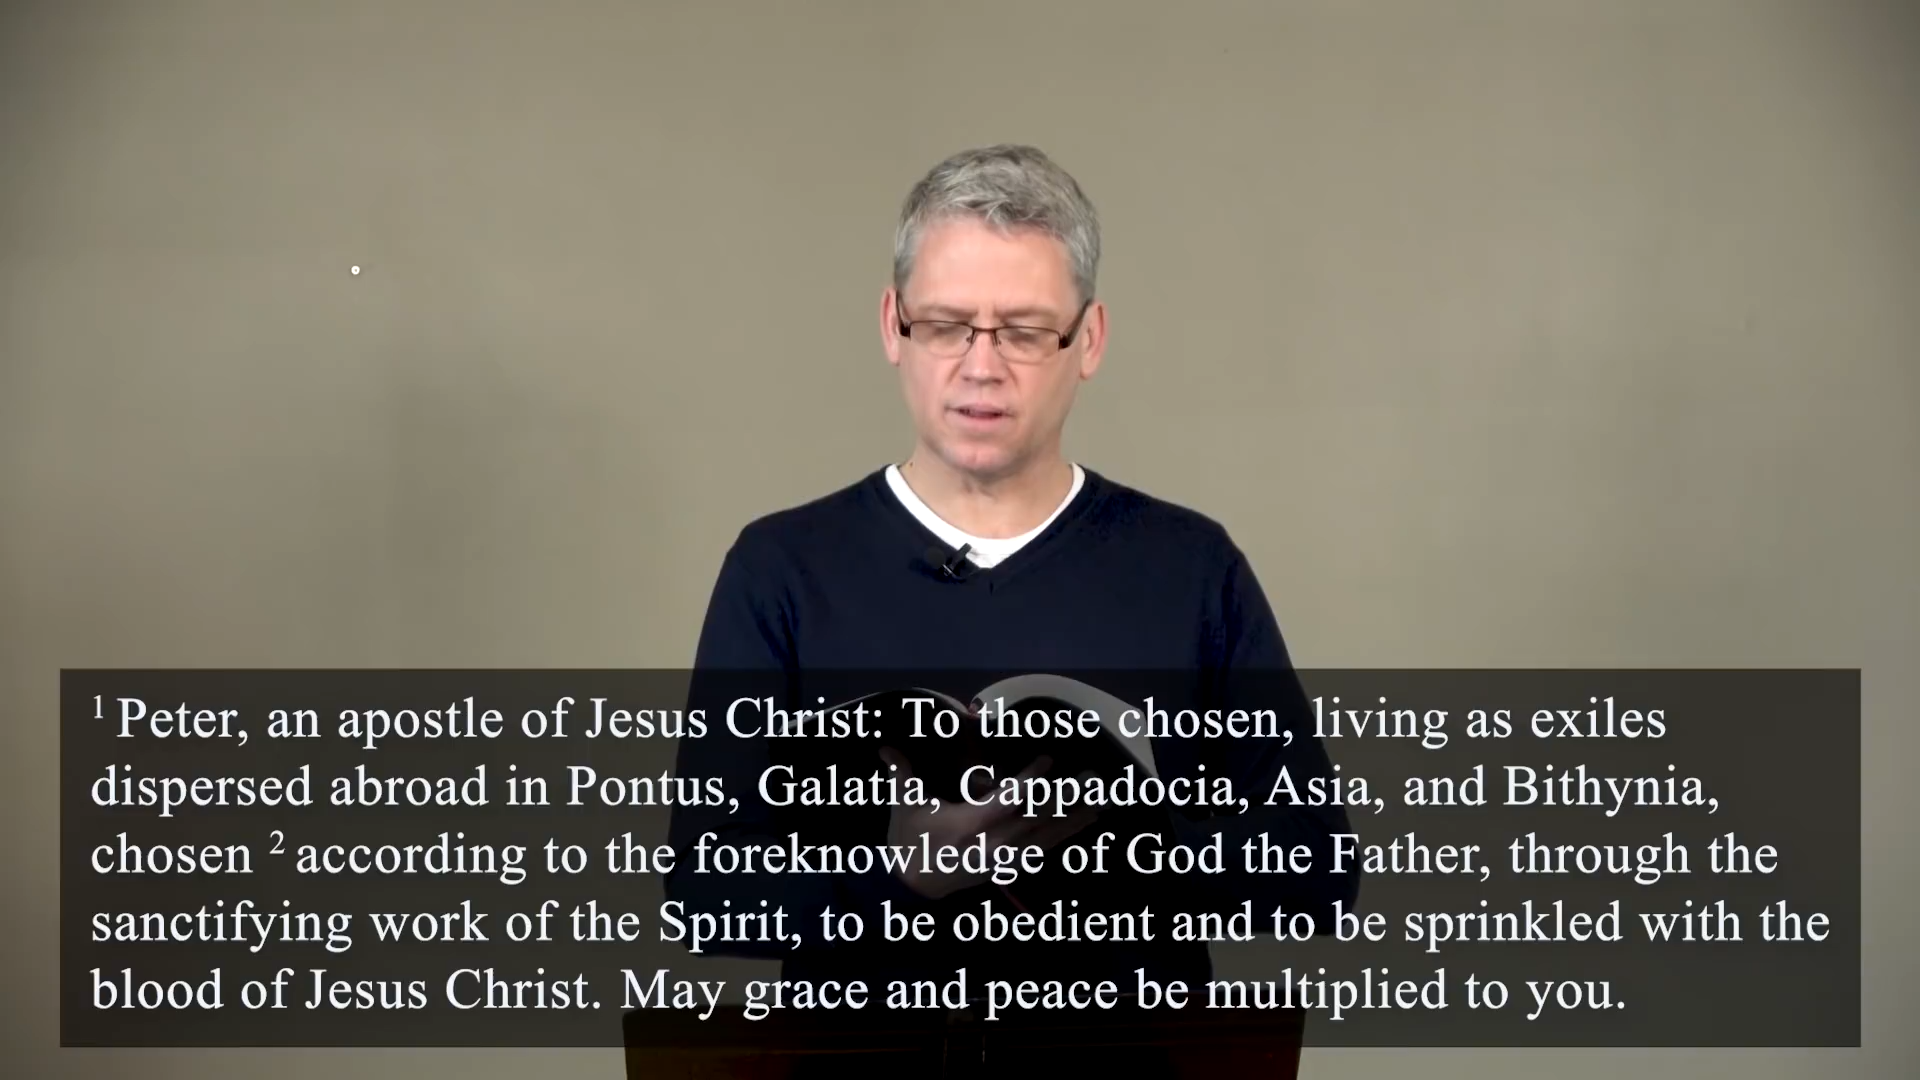 1 Peter, an apostle of Jesus Christ: To those chosen, living as exiles
dispersed abroad in Pontus, Galatia, Cappadocia, Asia, and Bithynia,
chosen 2 according to the foreknowledge of God the Father, through the
sanctifying work of the Spirit, to be obedient and to be sprinkled with the
blood of Jesus Christ. May grace and peace be multiplied to you.